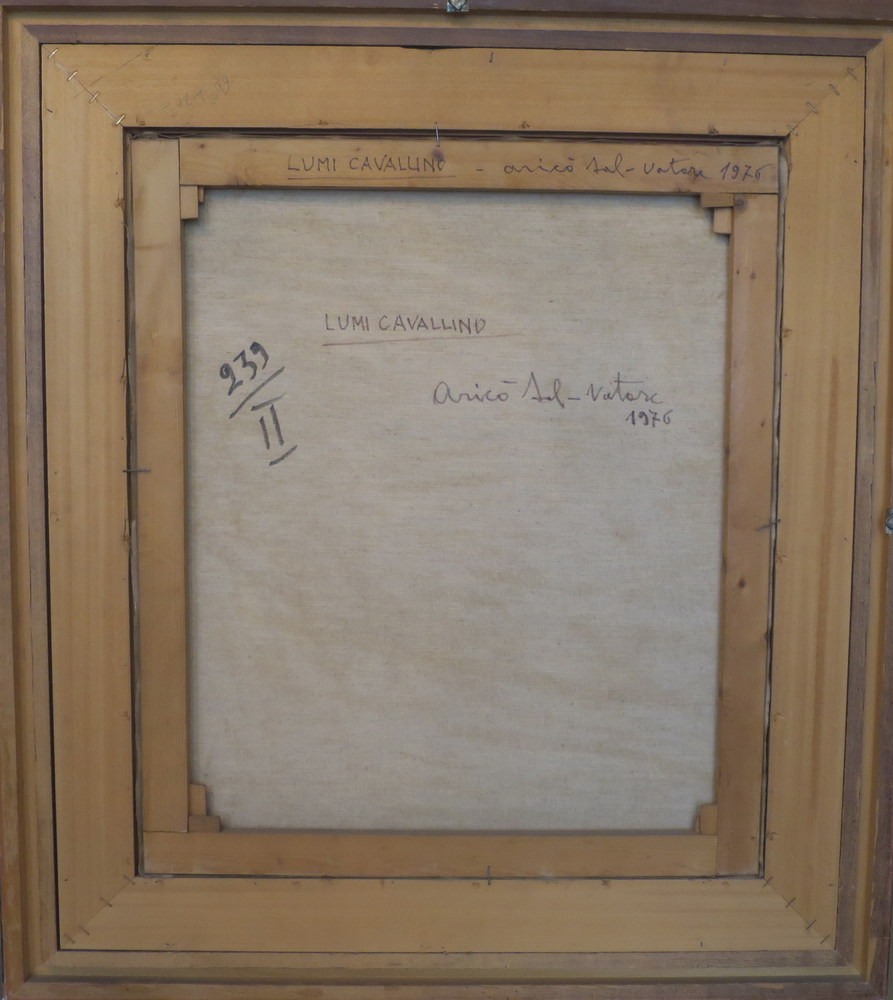 LUMI CAVALLINO - aricò Sal-Vatore 1976
LUMI CAVALLINO
239
II
aricò Sal-Vatore
1976